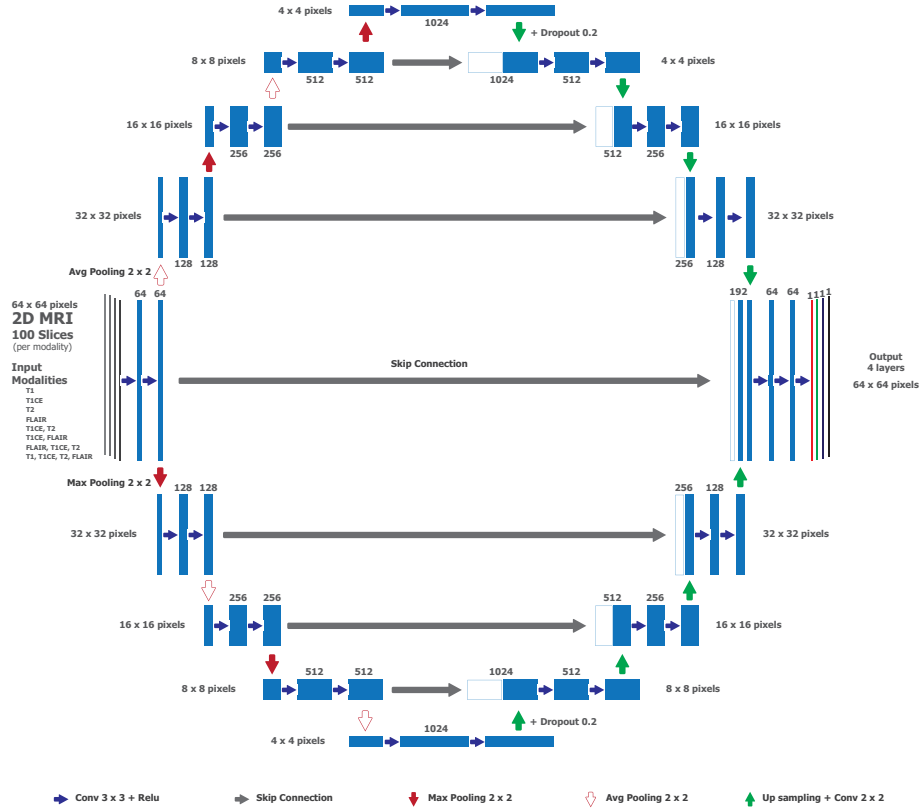 4 x 4 pixels
1024
+ Dropout 0.2
8 x 8 pixels
512
512
1024
512
4 x 4 pixels
16 x 16 pixels
256
256
512
256
16 x 16 pixels
32 x 32 pixels
128
128
256
128
32 x 32 pixels
Avg Pooling 2 x 2
64 x 64 pixels
2D MRI
100 Slices
(per modality)
Input
Modalities
T1
T1CE
T2
FLAIR
T1CE, T2
T1CE, FLAIR
FLAIR, T1CE, T2
T1, T1CE, T2, FLAIR
64
64
Skip Connection
192
64
64
1
1
1
1
Output
4 layers
64 x 64 pixels
Max Pooling 2 x 2
128
128
256
128
32 x 32 pixels
32 x 32 pixels
256
256
512
256
16 x 16 pixels
16 x 16 pixels
512
512
1024
512
8 x 8 pixels
8 x 8 pixels
+ Dropout 0.2
1024
4 x 4 pixels
Conv 3 x 3 + Relu
Skip Connection
Max Pooling 2 x 2
Avg Pooling 2 x 2
Up sampling + Conv 2 x 2